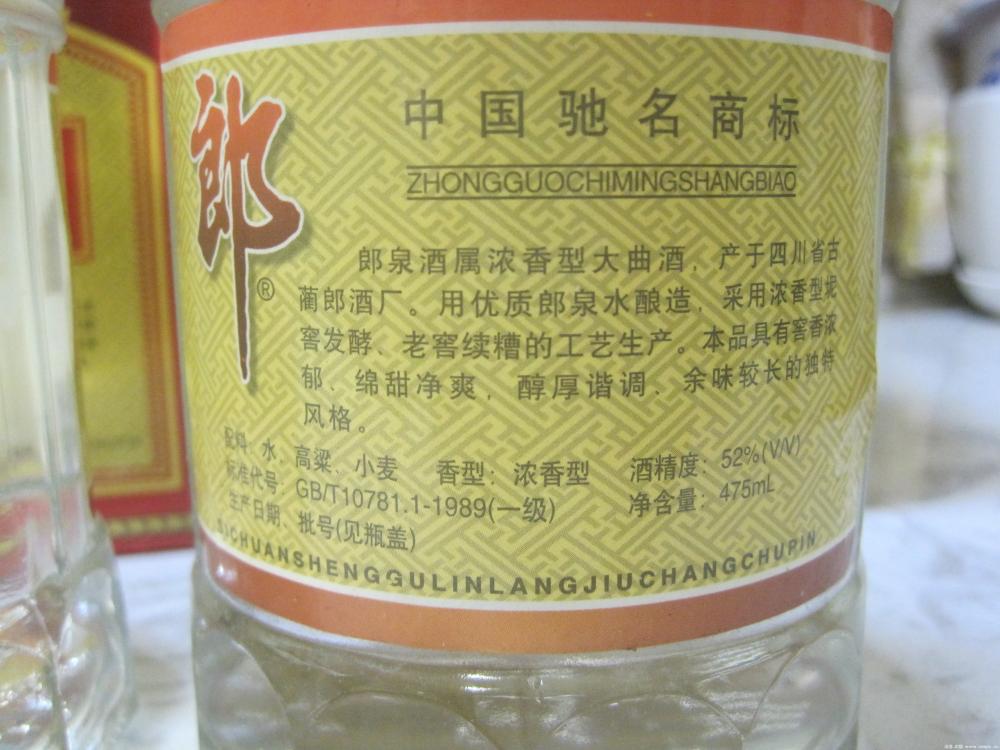 郎
®
中国驰名商标
ZHONGGUOCHIMINGSHANGBIAO
郎泉酒属浓香型大曲酒，产于四川省古
蔺郎酒厂。用优质郎泉水酿造，采用浓香型泥
窖发酵、老窖续糟的工艺生产。本品具有窖香浓
郁、绵甜净爽，醇厚谐调、余味较长的独特
风格。
配料：水、高粱、小麦 香型：浓香型 酒精度：52%(V/V)
标准代号：GB/T10781.1-1989(一级) 净含量：475mL
生产日期、批号(见瓶盖)
SICHUANSHENGGULINLANGJIUCHANGCHUPIN